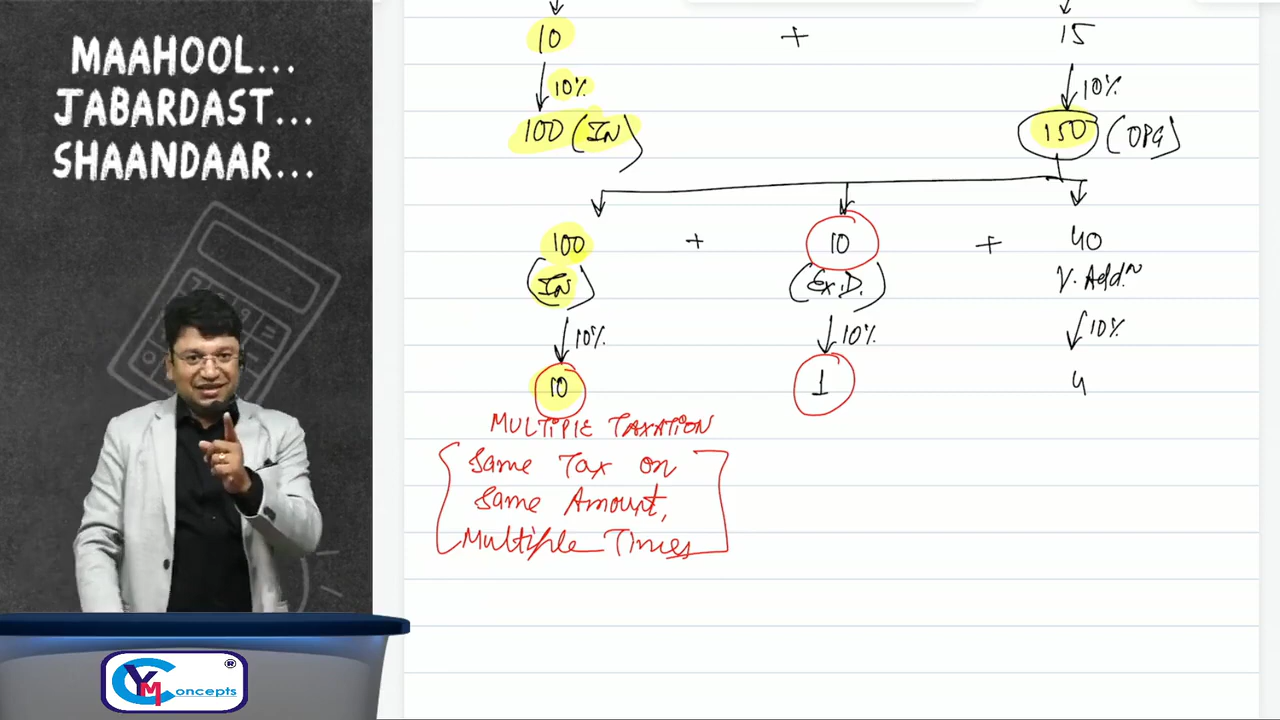 MAAHOOL...
JABARDAST...
SHAANDAAR...
10 + 15
10% 10%
100 (IN) 150 (OPG)
100 + 10 + 40
(IN) (Ex.D.) V. Addn
10% 10% 10%
10 1 4
MULTIPLE TAXATION
Same Tax on
Same Amount,
Multiple Times
YM Concepts ®